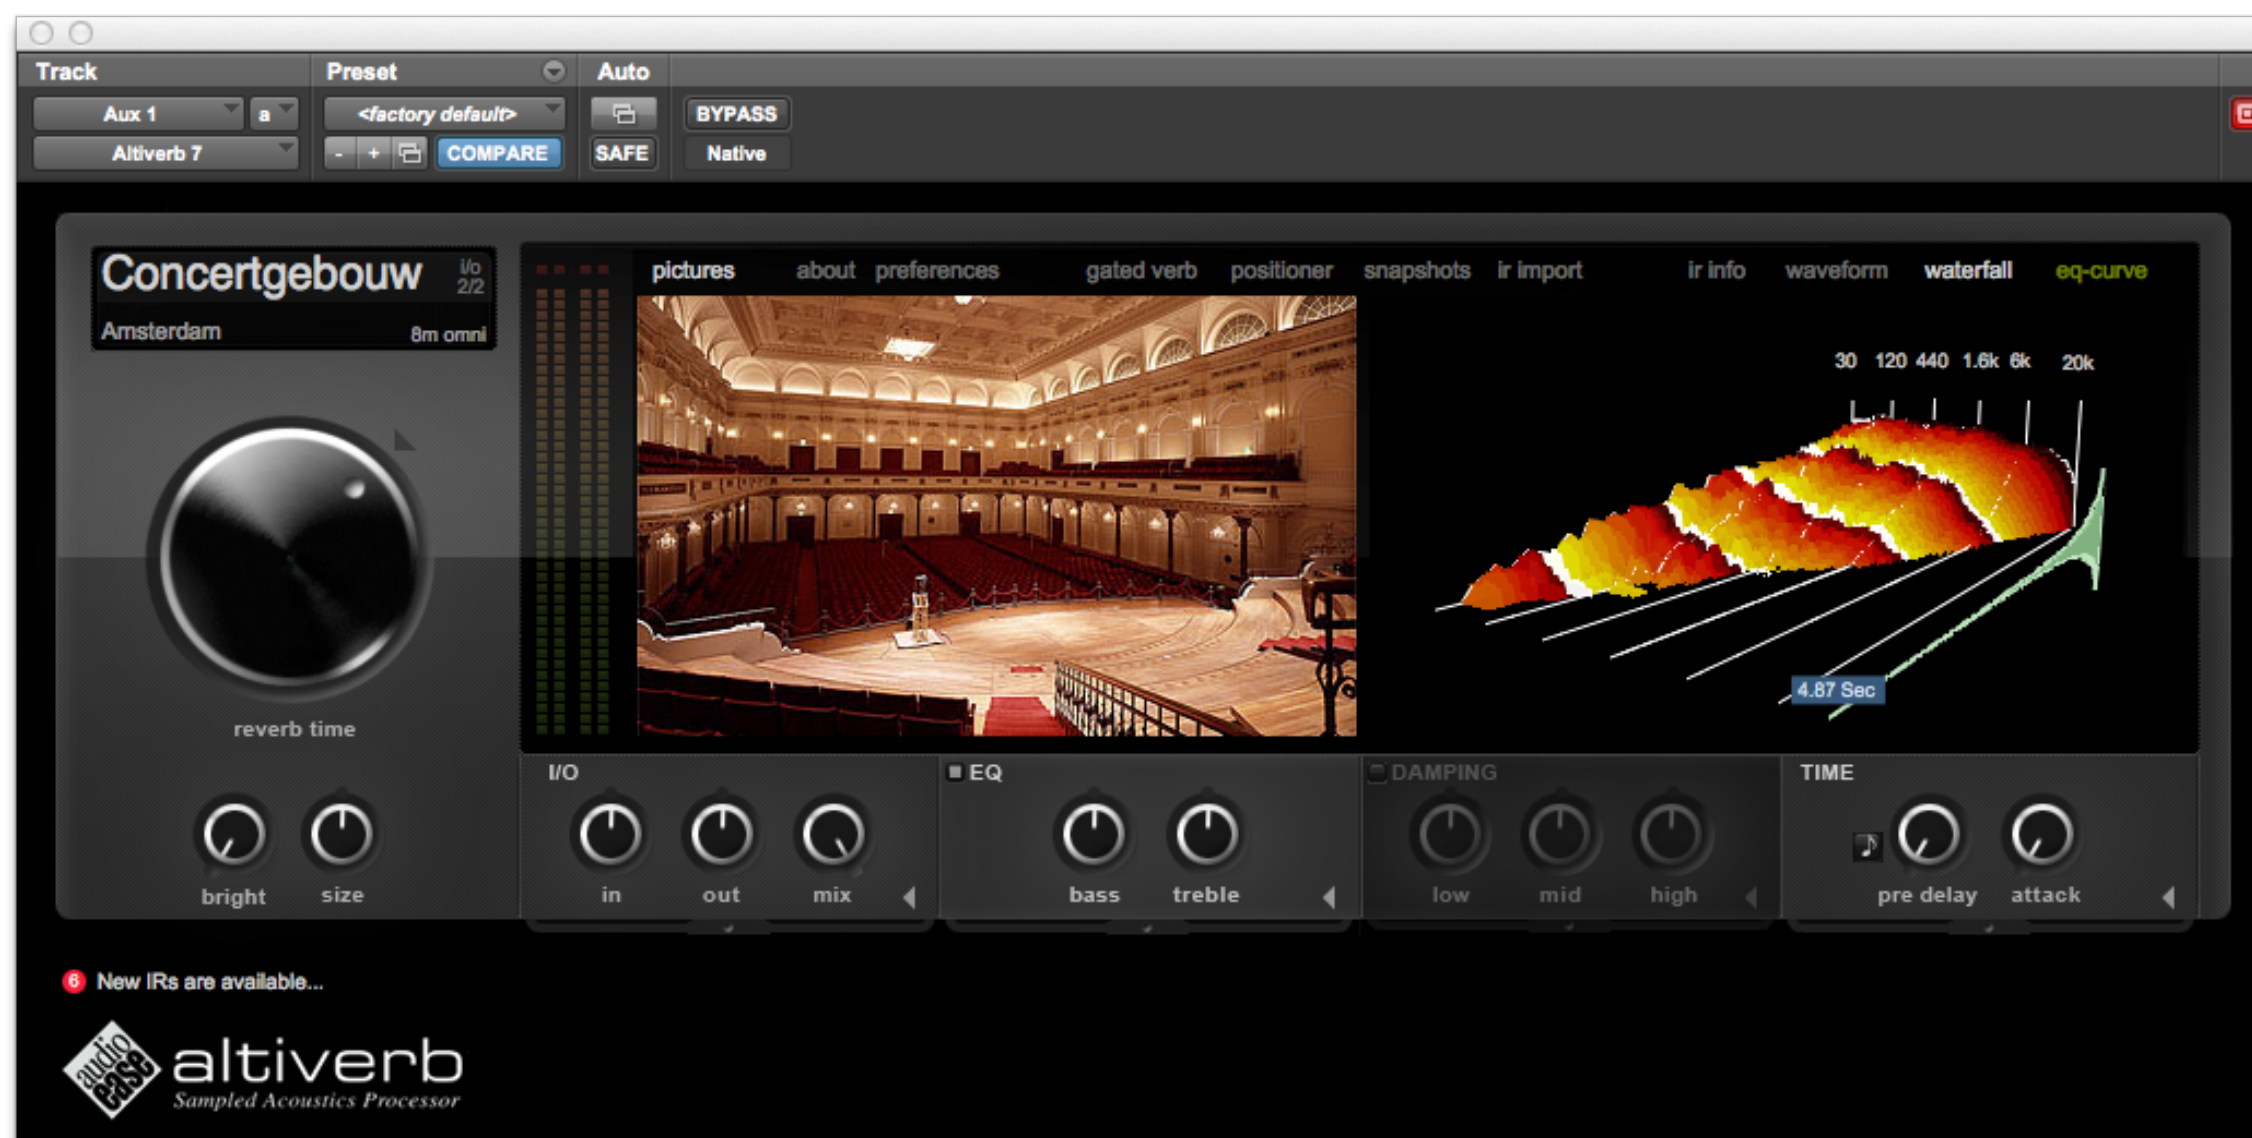 Track Preset Auto
Aux 1 a <factory default> BYPASS
Altiverb 7 - + COMPARE SAFE Native
Concertgebouw i/o 2/2
Amsterdam 8m omni
pictures about preferences gated verb positioner snapshots ir import ir info waveform waterfall eq-curve
30 120 440 1.6k 6k 20k
4.87 Sec
reverb time
bright size
I/O EQ DAMPING TIME
in out mix bass treble low mid high pre delay attack
6 New IRs are available...
audio ease
altiverb
Sampled Acoustics Processor